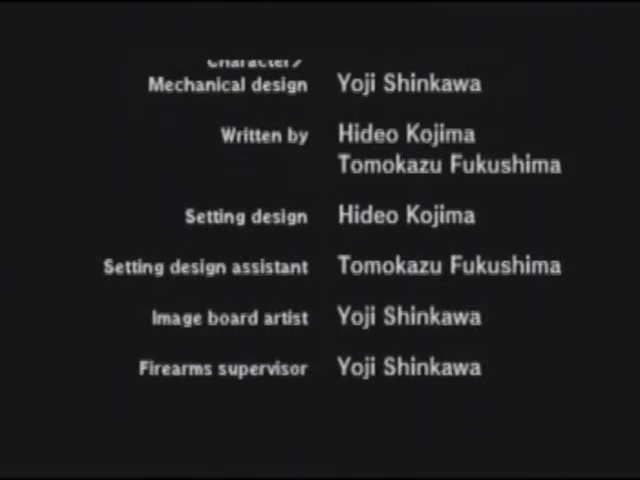 Character/
Mechanical design Yoji Shinkawa
Written by Hideo Kojima
Tomokazu Fukushima
Setting design Hideo Kojima
Setting design assistant Tomokazu Fukushima
Image board artist Yoji Shinkawa
Firearms supervisor Yoji Shinkawa